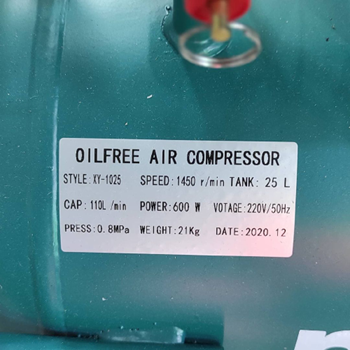 OILFREE AIR COMPRESSOR
STYLE: XY-1025 SPEED: 1450 r/min TANK: 25 L
CAP: 110L /min POWER: 600 W VOTAGE: 220V/50Hz
PRESS: 0.8MPa WEIGHT: 21Kg DATE: 2020.12